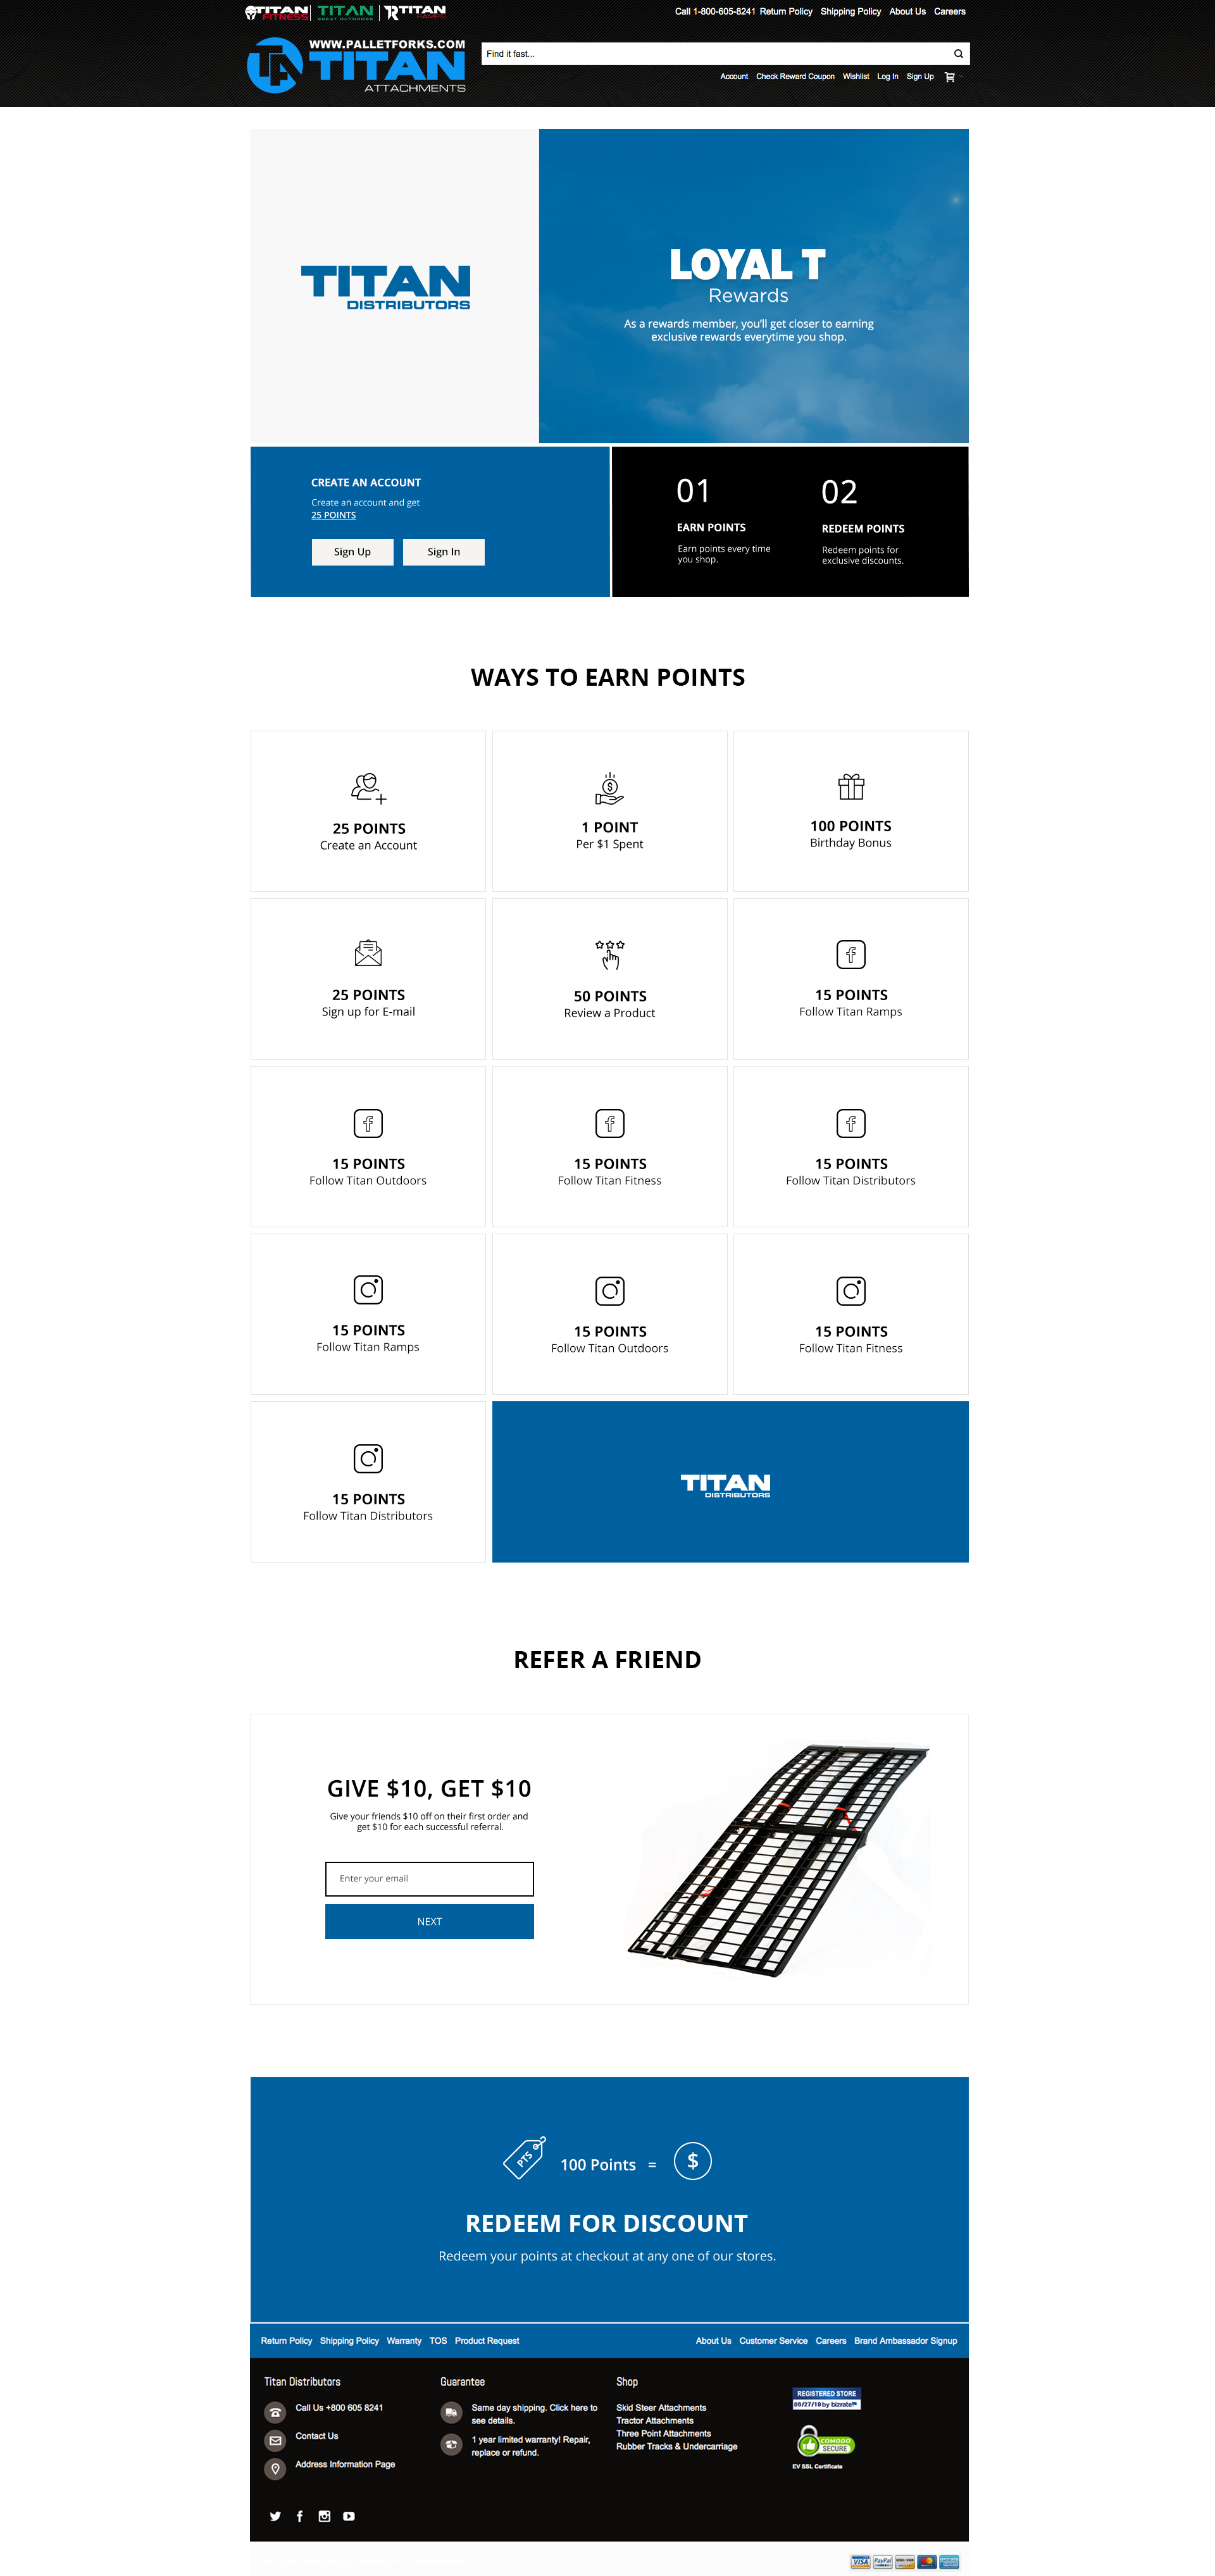 TITAN FITNESS
TITAN GREAT OUTDOORS
TITAN RAMPS
Call 1-800-605-8241 Return Policy Shipping Policy About Us Careers
WWW.PALLETFORKS.COM
TITAN
ATTACHMENTS
Find it fast...
Account Check Reward Coupon Wishlist Log In Sign Up
TITAN
DISTRIBUTORS
LOYAL T
Rewards
As a rewards member, you'll get closer to earning
exclusive rewards everytime you shop.
CREATE AN ACCOUNT
Create an account and get
25 POINTS
Sign Up Sign In
01
EARN POINTS
Earn points every time
you shop.
02
REDEEM POINTS
Redeem points for
exclusive discounts.
WAYS TO EARN POINTS
25 POINTS
Create an Account
$
1 POINT
Per $1 Spent
100 POINTS
Birthday Bonus
25 POINTS
Sign up for E-mail
50 POINTS
Review a Product
15 POINTS
Follow Titan Ramps
15 POINTS
Follow Titan Outdoors
15 POINTS
Follow Titan Fitness
15 POINTS
Follow Titan Distributors
15 POINTS
Follow Titan Ramps
15 POINTS
Follow Titan Outdoors
15 POINTS
Follow Titan Fitness
15 POINTS
Follow Titan Distributors
TITAN
DISTRIBUTORS
REFER A FRIEND
GIVE $10, GET $10
Give your friends $10 off on their first order and
get $10 for each successful referral.
Enter your email
NEXT
PTS 100 Points = $
REDEEM FOR DISCOUNT
Redeem your points at checkout at any one of our stores.
Return Policy Shipping Policy Warranty TOS Product Request
About Us Customer Service Careers Brand Ambassador Signup
Titan Distributors
Call Us +800 605 8241
Contact Us
Address Information Page
Guarantee
Same day shipping. Click here to
see details.
1 year limited warranty! Repair,
replace or refund.
Shop
Skid Steer Attachments
Tractor Attachments
Three Point Attachments
Rubber Tracks & Undercarriage
REGISTERED STORE
06/27/19 by bizrate
COMODO
SECURE
EV SSL Certificate
VISA PayPal